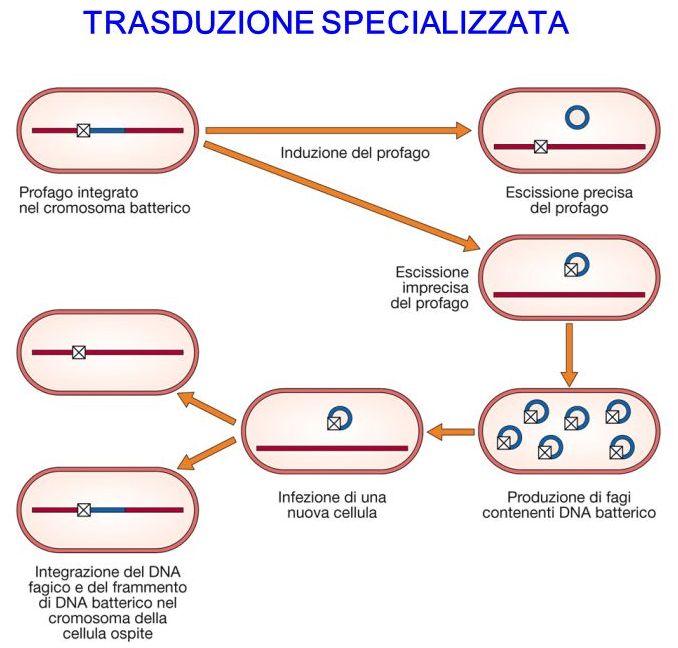 TRASDUZIONE SPECIALIZZATA
Induzione del profago
Profago integrato
nel cromosoma batterico
Escissione precisa
del profago
Escissione
imprecisa
del profago
Infezione di una
nuova cellula
Produzione di fagi
contenenti DNA batterico
Integrazione del DNA
fagico e del frammento
di DNA batterico nel
cromosoma della
cellula ospite